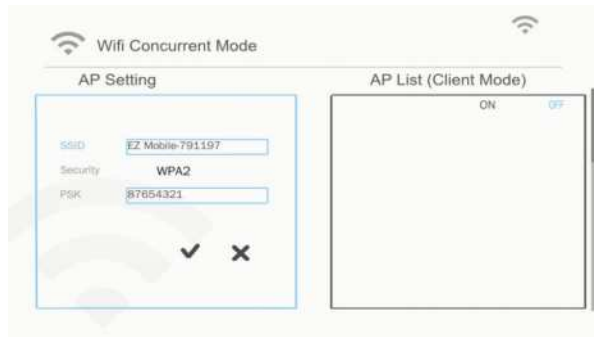 Wifi Concurrent Mode
AP Setting
AP List (Client Mode)
ON OFF
SSID EZ Mobile-791197
Security WPA2
PSK 87654321